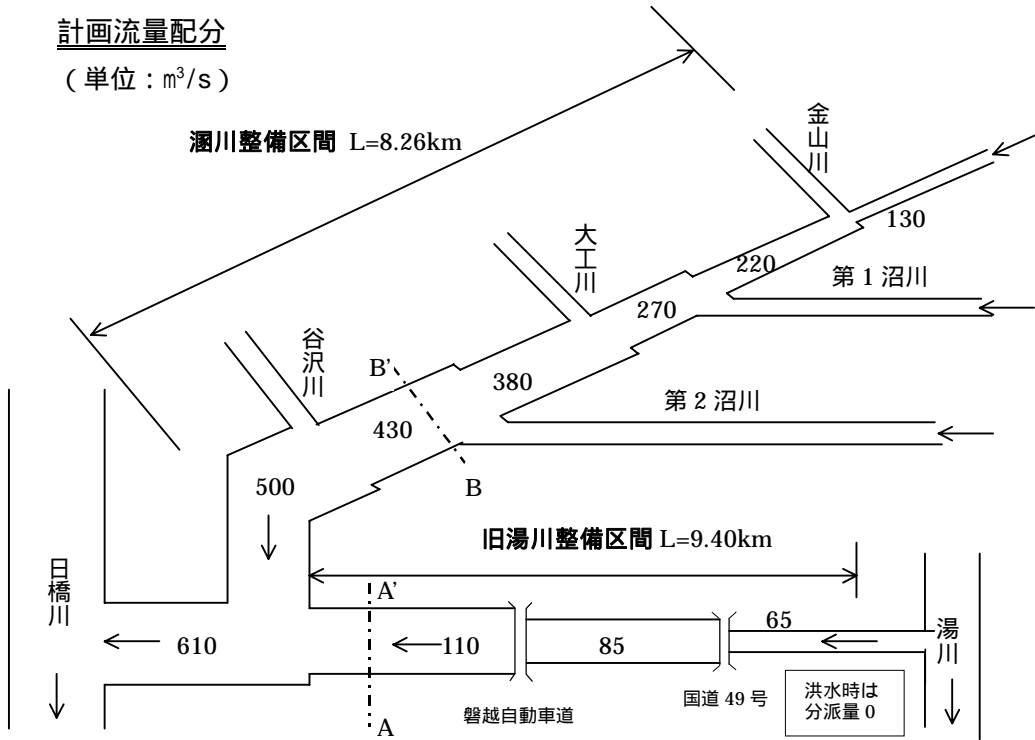 計画流量配分
（単位：㎥/s）
溷川整備区間 L=8.26km
金山川
130
大工川
220
第1沼川
270
谷沢川
B'
380
第2沼川
430
B
500
旧湯川整備区間 L=9.40km
日橋川
A'
65
湯川
610
110
85
国道49号
洪水時は
分派量0
磐越自動車道
A